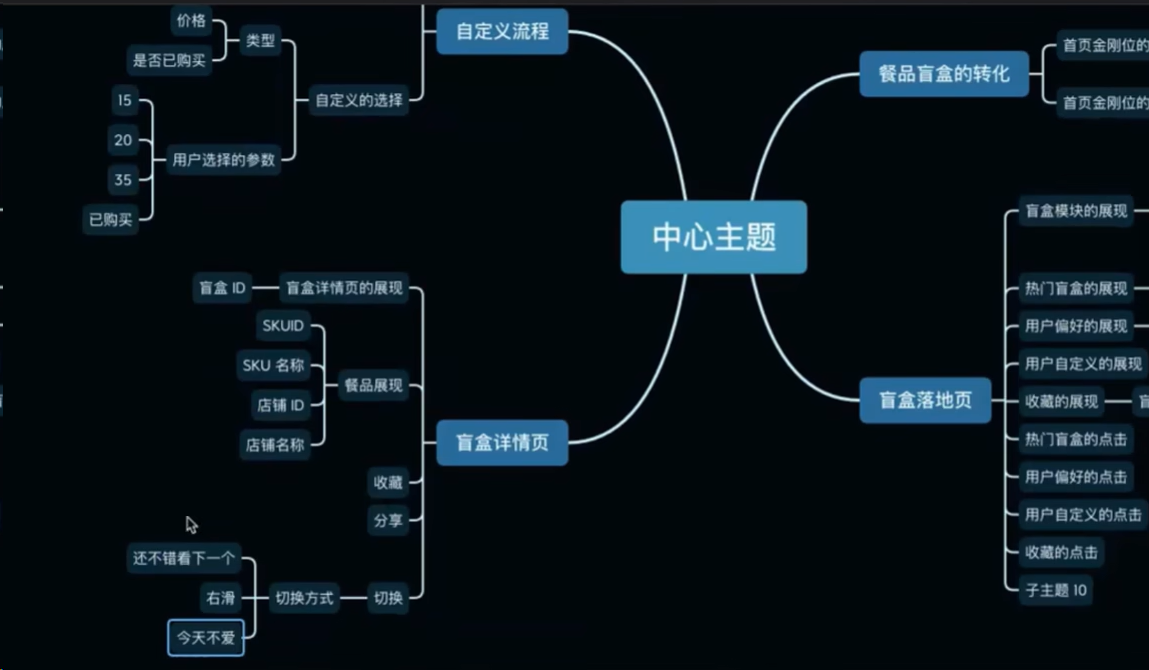 中心主题
自定义流程
自定义的选择
类型
价格
是否已购买
用户选择的参数
15
20
35
已购买
盲盒详情页
盲盒详情页的展现
盲盒 ID
餐品展现
SKUID
SKU 名称
店铺 ID
店铺名称
收藏
分享
切换
切换方式
还不错看下一个
右滑
今天不爱
餐品盲盒的转化
首页金刚位的
首页金刚位的
盲盒落地页
盲盒模块的展现
热门盲盒的展现
用户偏好的展现
用户自定义的展现
收藏的展现
热门盲盒的点击
用户偏好的点击
用户自定义的点击
收藏的点击
子主题 10